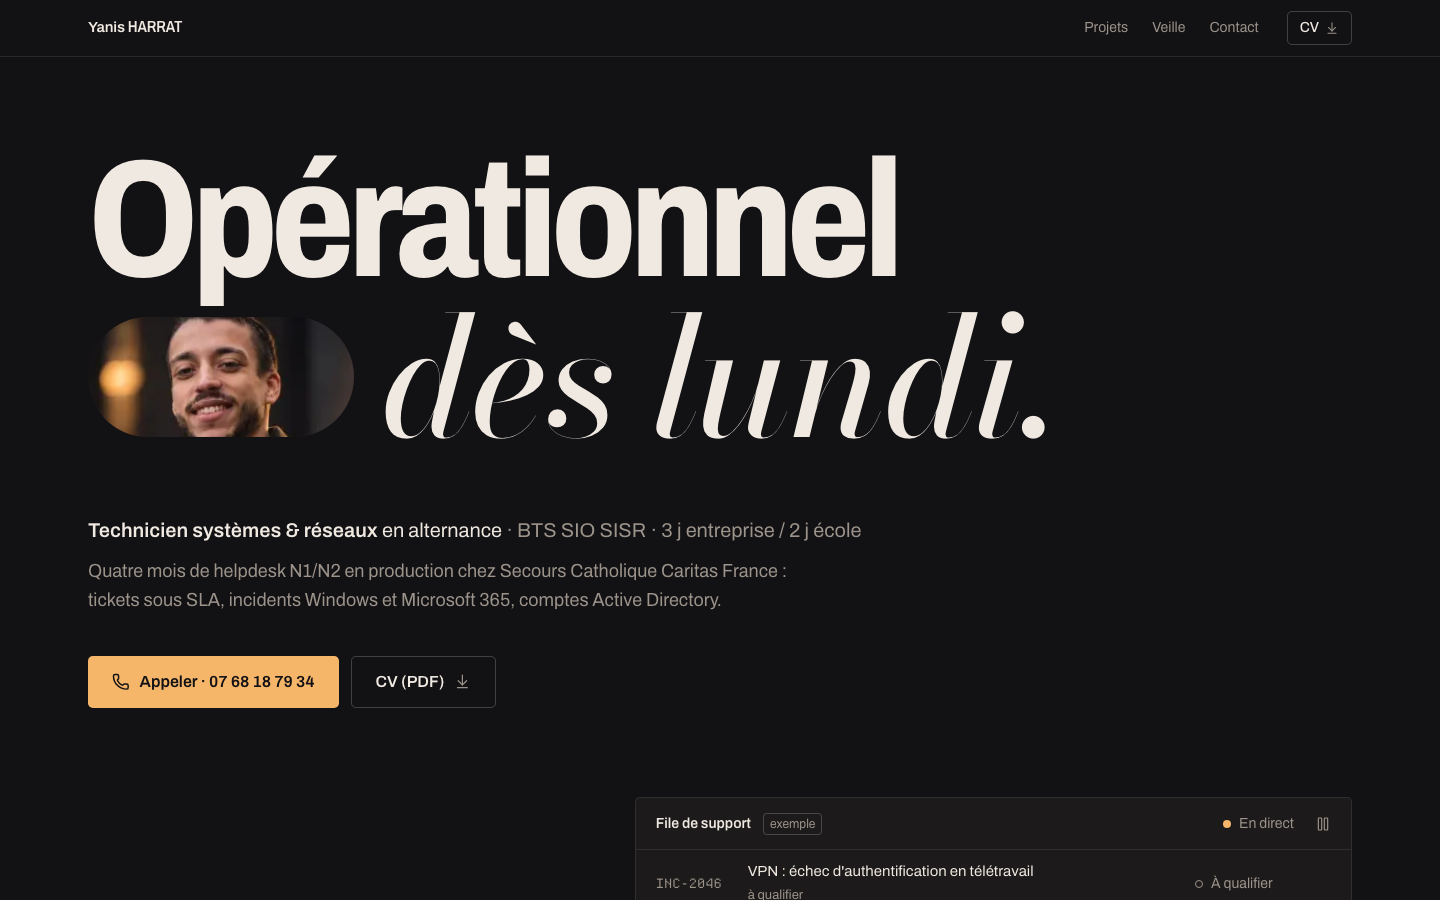 Yanis HARRAT
Projets
Veille
Contact
CV
Opérationnel
dès lundi.
Technicien systèmes & réseaux en alternance · BTS SIO SISR · 3 j entreprise / 2 j école
Quatre mois de helpdesk N1/N2 en production chez Secours Catholique Caritas France :
tickets sous SLA, incidents Windows et Microsoft 365, comptes Active Directory.
Appeler · 07 68 18 79 34
CV (PDF)
File de support
exemple
En direct
INC-2046
VPN : échec d'authentification en télétravail
à qualifier
À qualifier